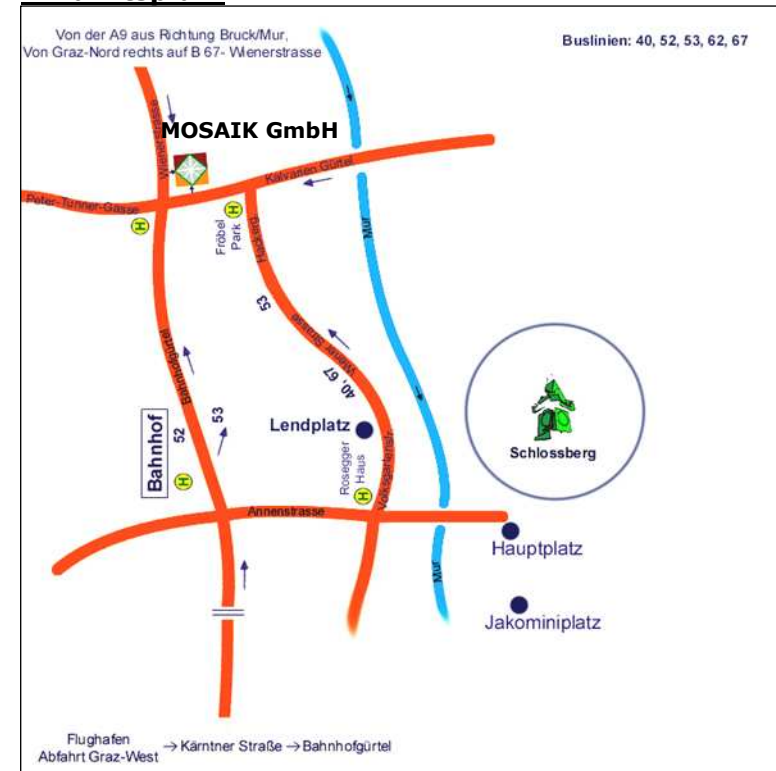 Von der A9 aus Richtung Bruck/Mur,
Von Graz-Nord rechts auf B 67- Wienerstrasse
Buslinien: 40, 52, 53, 62, 67
Wienerstrasse
MOSAIK GmbH
Kalvarien Gürtel
Peter-Tunner-Gasse
H
H
Fröbel
Park
Hackerg
Mur
53
Wiener Strasse
40, 67
Bahnhofgürtel
Bahnhof
52
53
H
Lendplatz
Rosegger
Haus
H
Volksgartenstr.
Schlossberg
Annenstrasse
Hauptplatz
Mur
Jakominiplatz
Flughafen
Abfahrt Graz-West → Kärntner Straße → Bahnhofgürtel